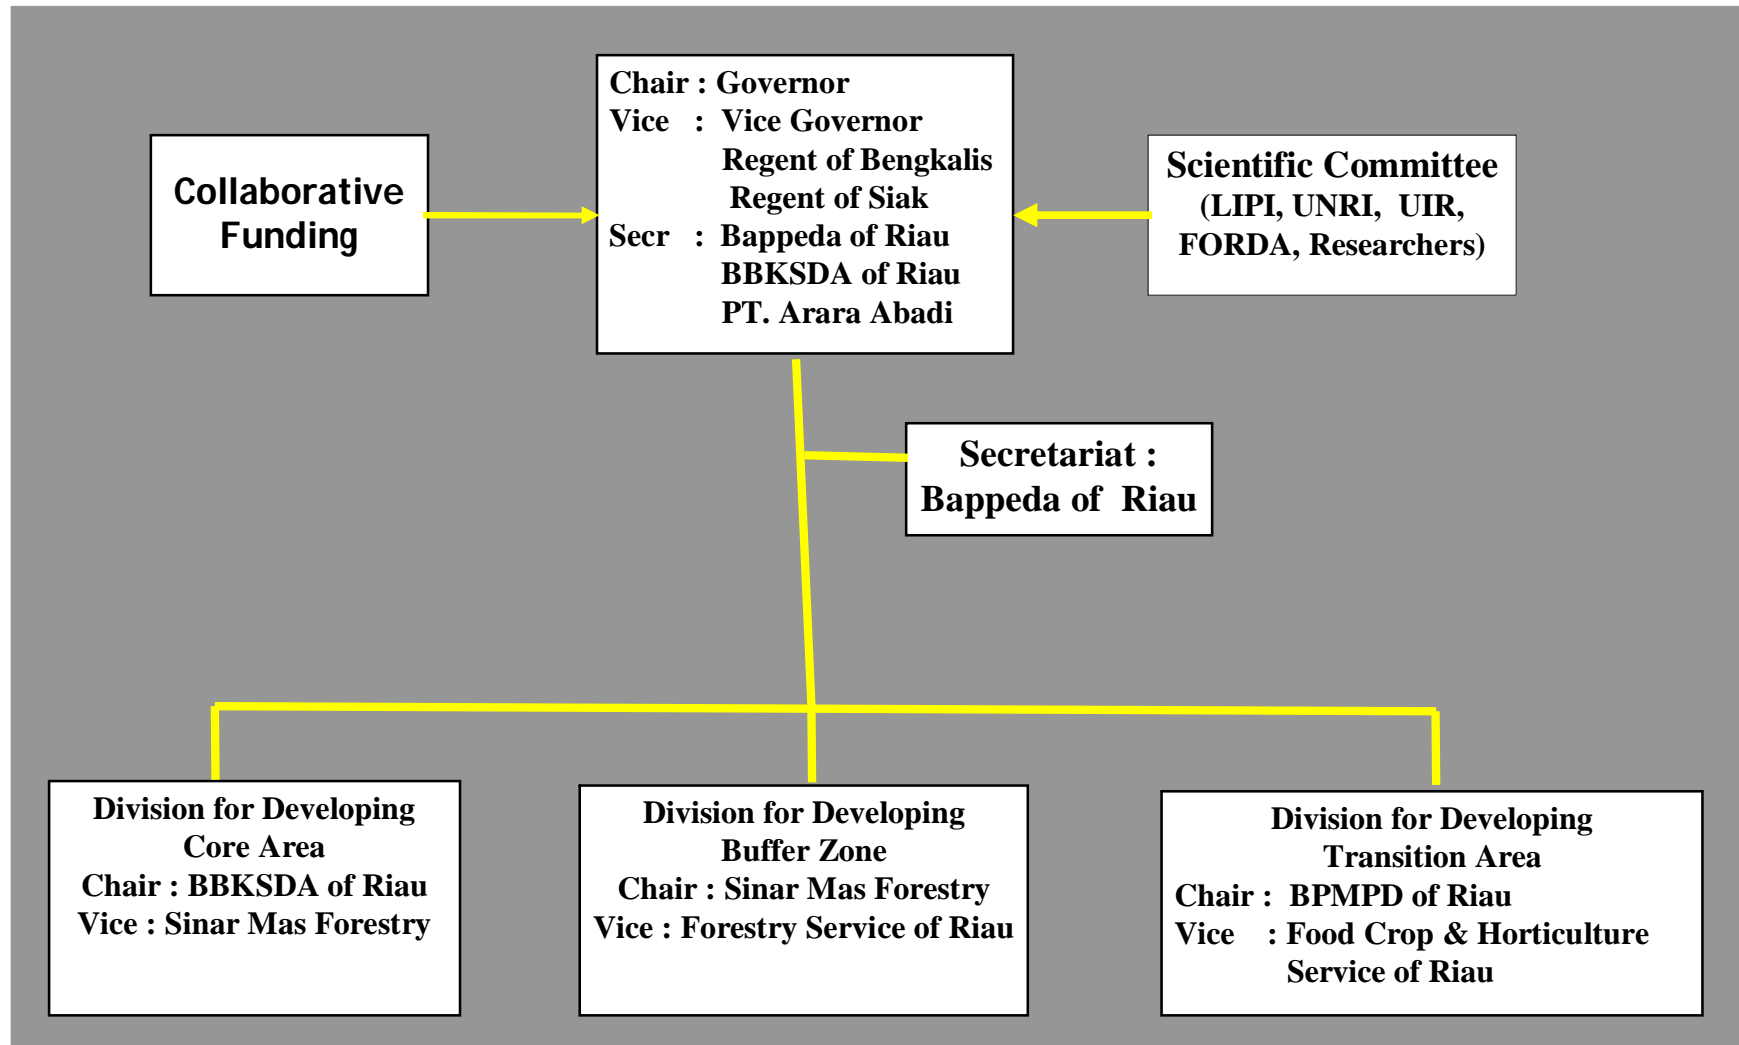 Chair : Governor
Vice : Vice Governor
Regent of Bengkalis
Regent of Siak
Secr : Bappeda of Riau
BBKSDA of Riau
PT. Arara Abadi
Collaborative
Funding
Scientific Committee
(LIPI, UNRI, UIR,
FORDA, Researchers)
Secretariat :
Bappeda of Riau
Division for Developing
Core Area
Chair : BBKSDA of Riau
Vice : Sinar Mas Forestry
Division for Developing
Buffer Zone
Chair : Sinar Mas Forestry
Vice : Forestry Service of Riau
Division for Developing
Transition Area
Chair : BPMPD of Riau
Vice : Food Crop & Horticulture
Service of Riau